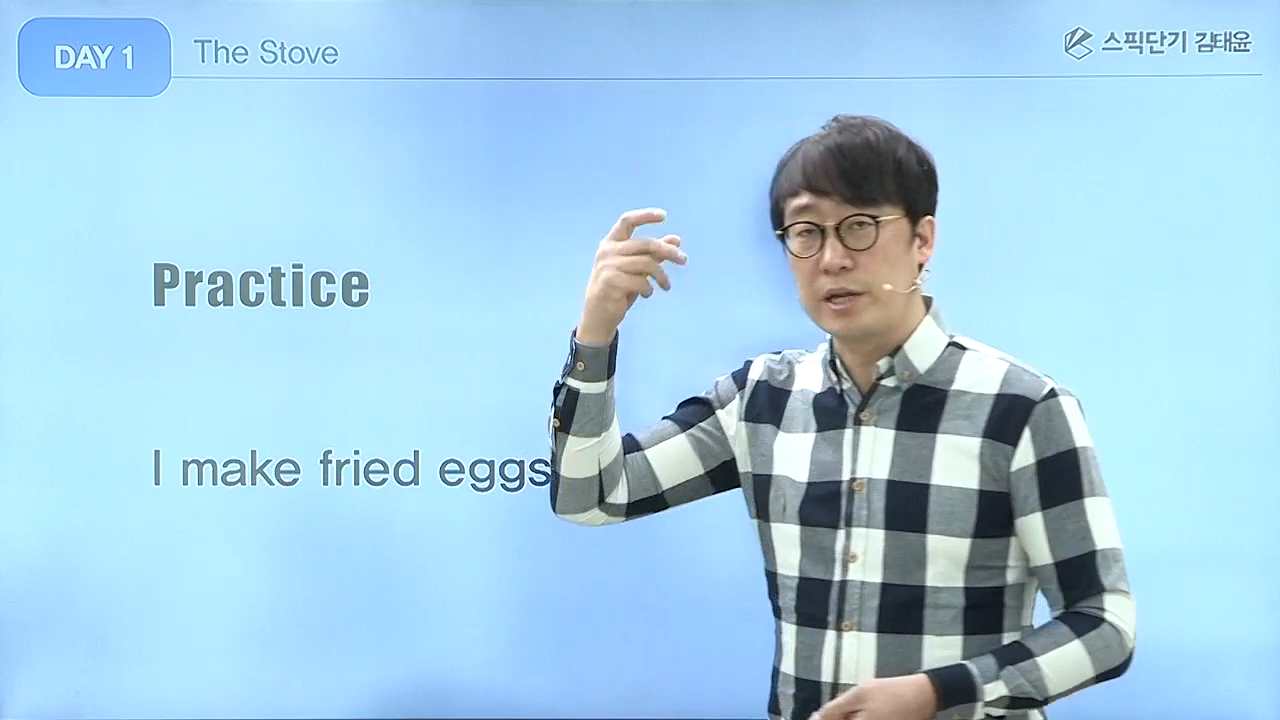 DAY 1
The Stove
스픽단기 김태윤
Practice
I make fried eggs